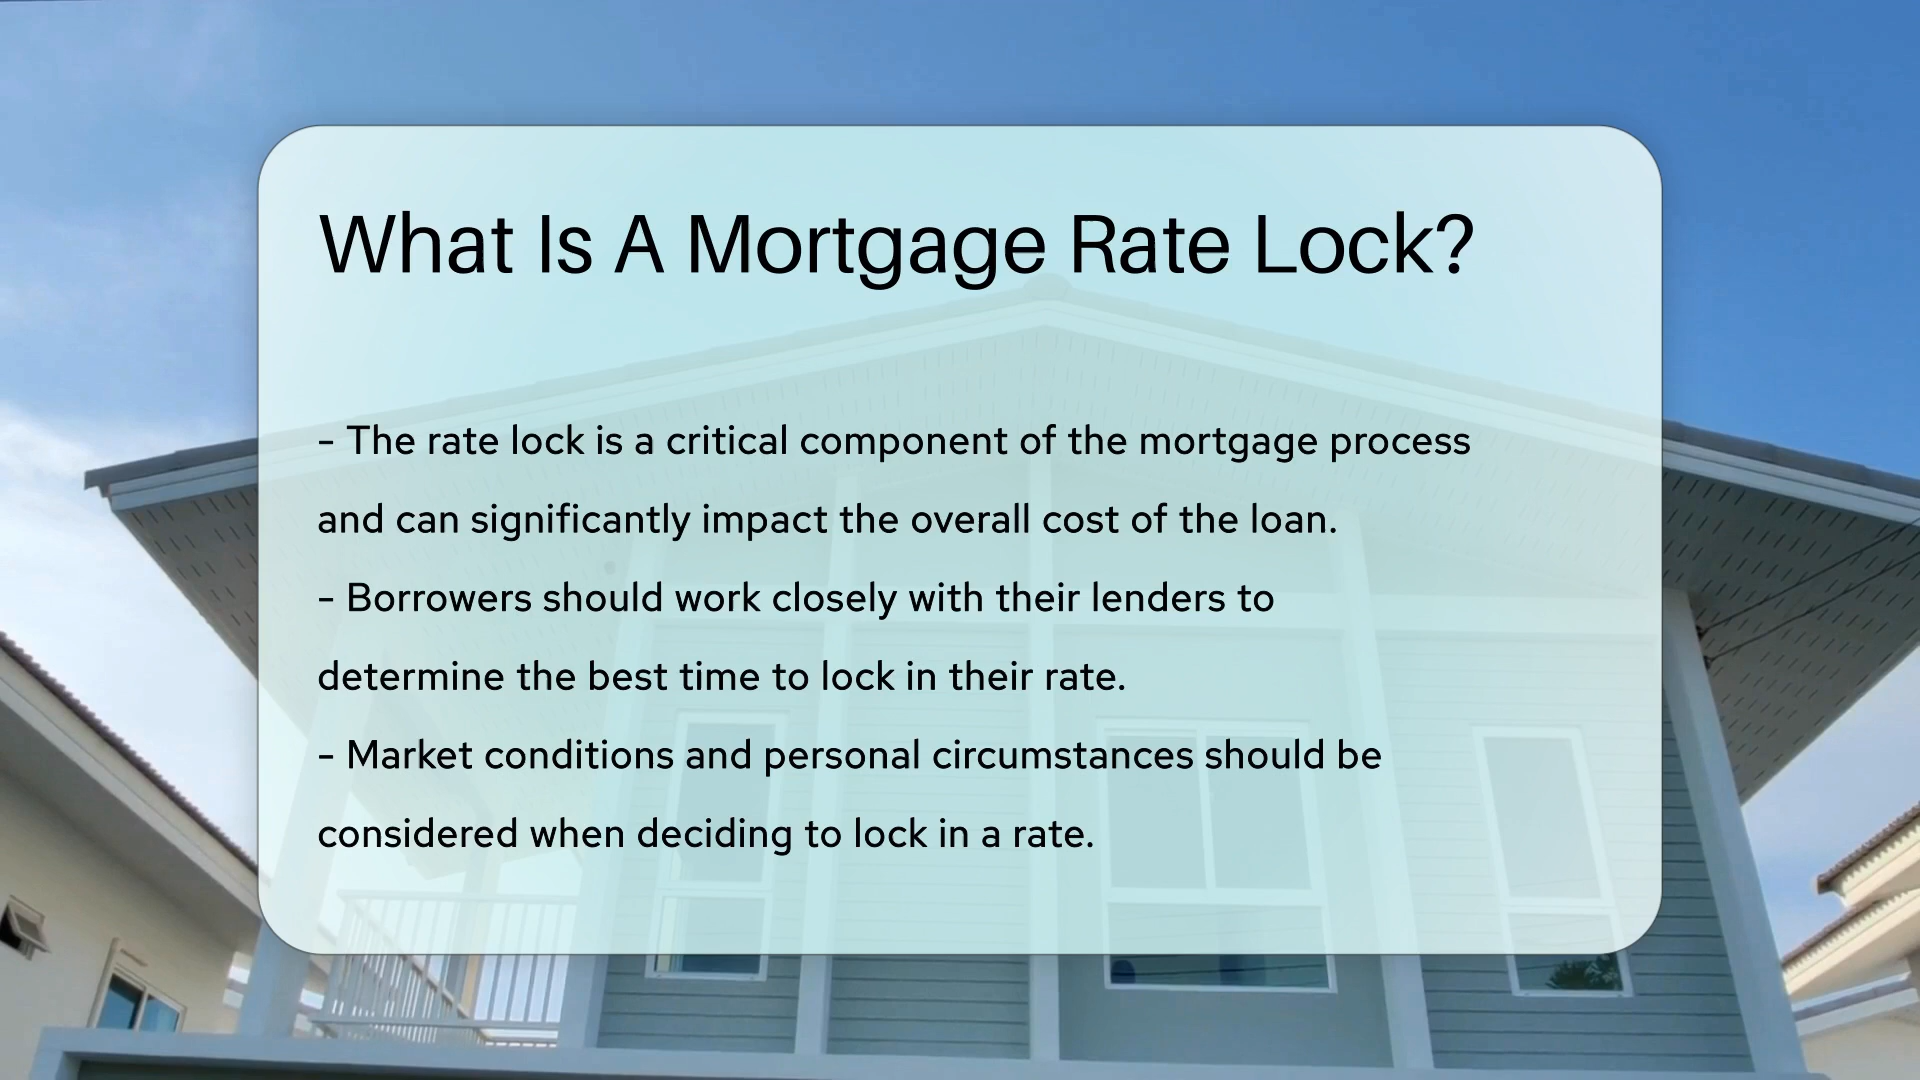 What Is A Mortgage Rate Lock?
– The rate lock is a critical component of the mortgage process
and can significantly impact the overall cost of the loan.
– Borrowers should work closely with their lenders to
determine the best time to lock in their rate.
– Market conditions and personal circumstances should be
considered when deciding to lock in a rate.